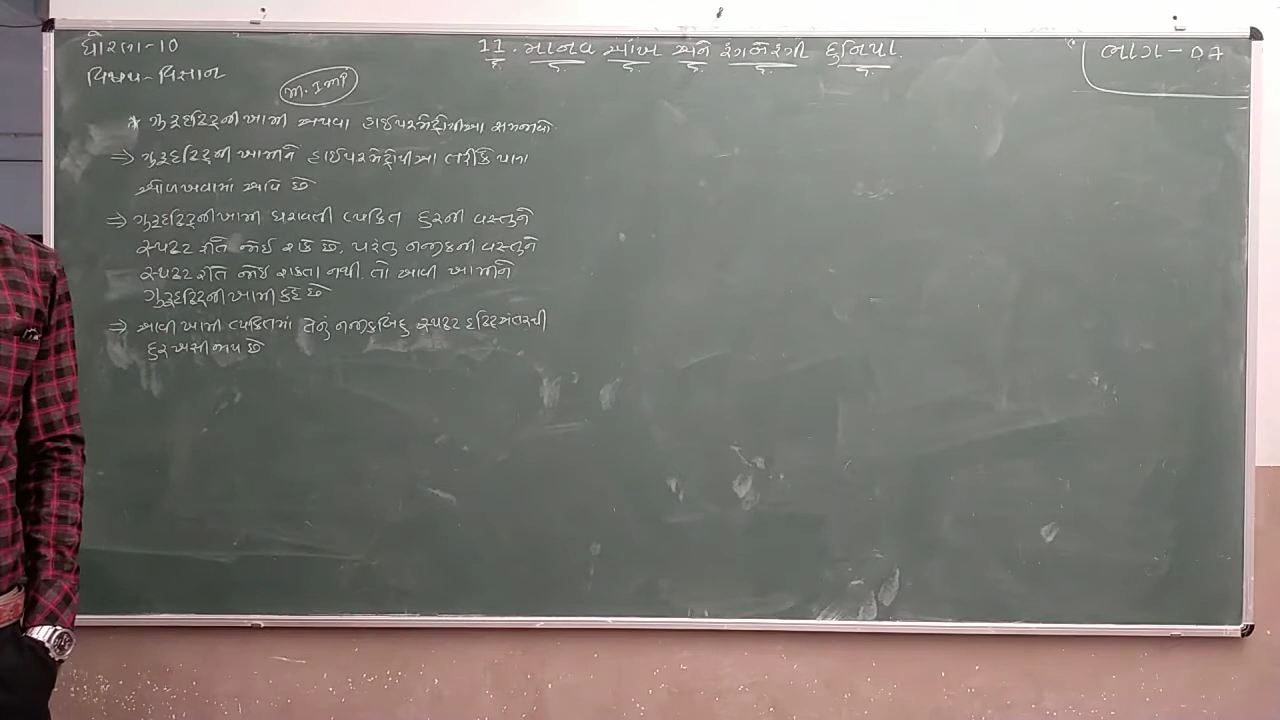 ધોરણ-10
11. માનવ આંખ અને રંગબેરંગી દુનિયા.
ભાગ - 07
વિષય - વિજ્ઞાન
m. Imp
* ગુરુદૃષ્ટિની ખામી અથવા હાઈપરમેટ્રોપીઆ સમજાવો.
⇒ ગુરુદૃષ્ટિની ખામીને હાઈપરમેટ્રોપીઆ તરીકે પણ
ઓળખવામાં આવે છે
⇒ ગુરુદૃષ્ટિની ખામી ધરાવતી વ્યક્તિ દુરની વસ્તુને
સ્પષ્ટ રીતે જોઈ શકે છે, પરંતુ નજીકની વસ્તુને
સ્પષ્ટ રીતે જોઈ શકતા નથી. તો આવી ખામીને
ગુરુદૃષ્ટિની ખામી કહે છે
⇒ આવી ખામી વ્યક્તિમાં તેનું નજીકબિંદુ સ્પષ્ટ દૃષ્ટિઅંતરથી
દુર ખસી જાય છે